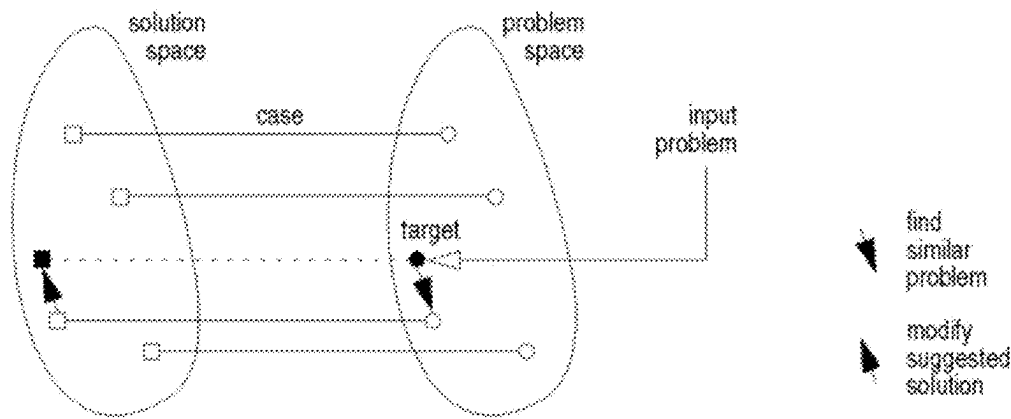 solution
space
problem
space
case
input
problem
target
find
similar
problem
modify
suggested
solution